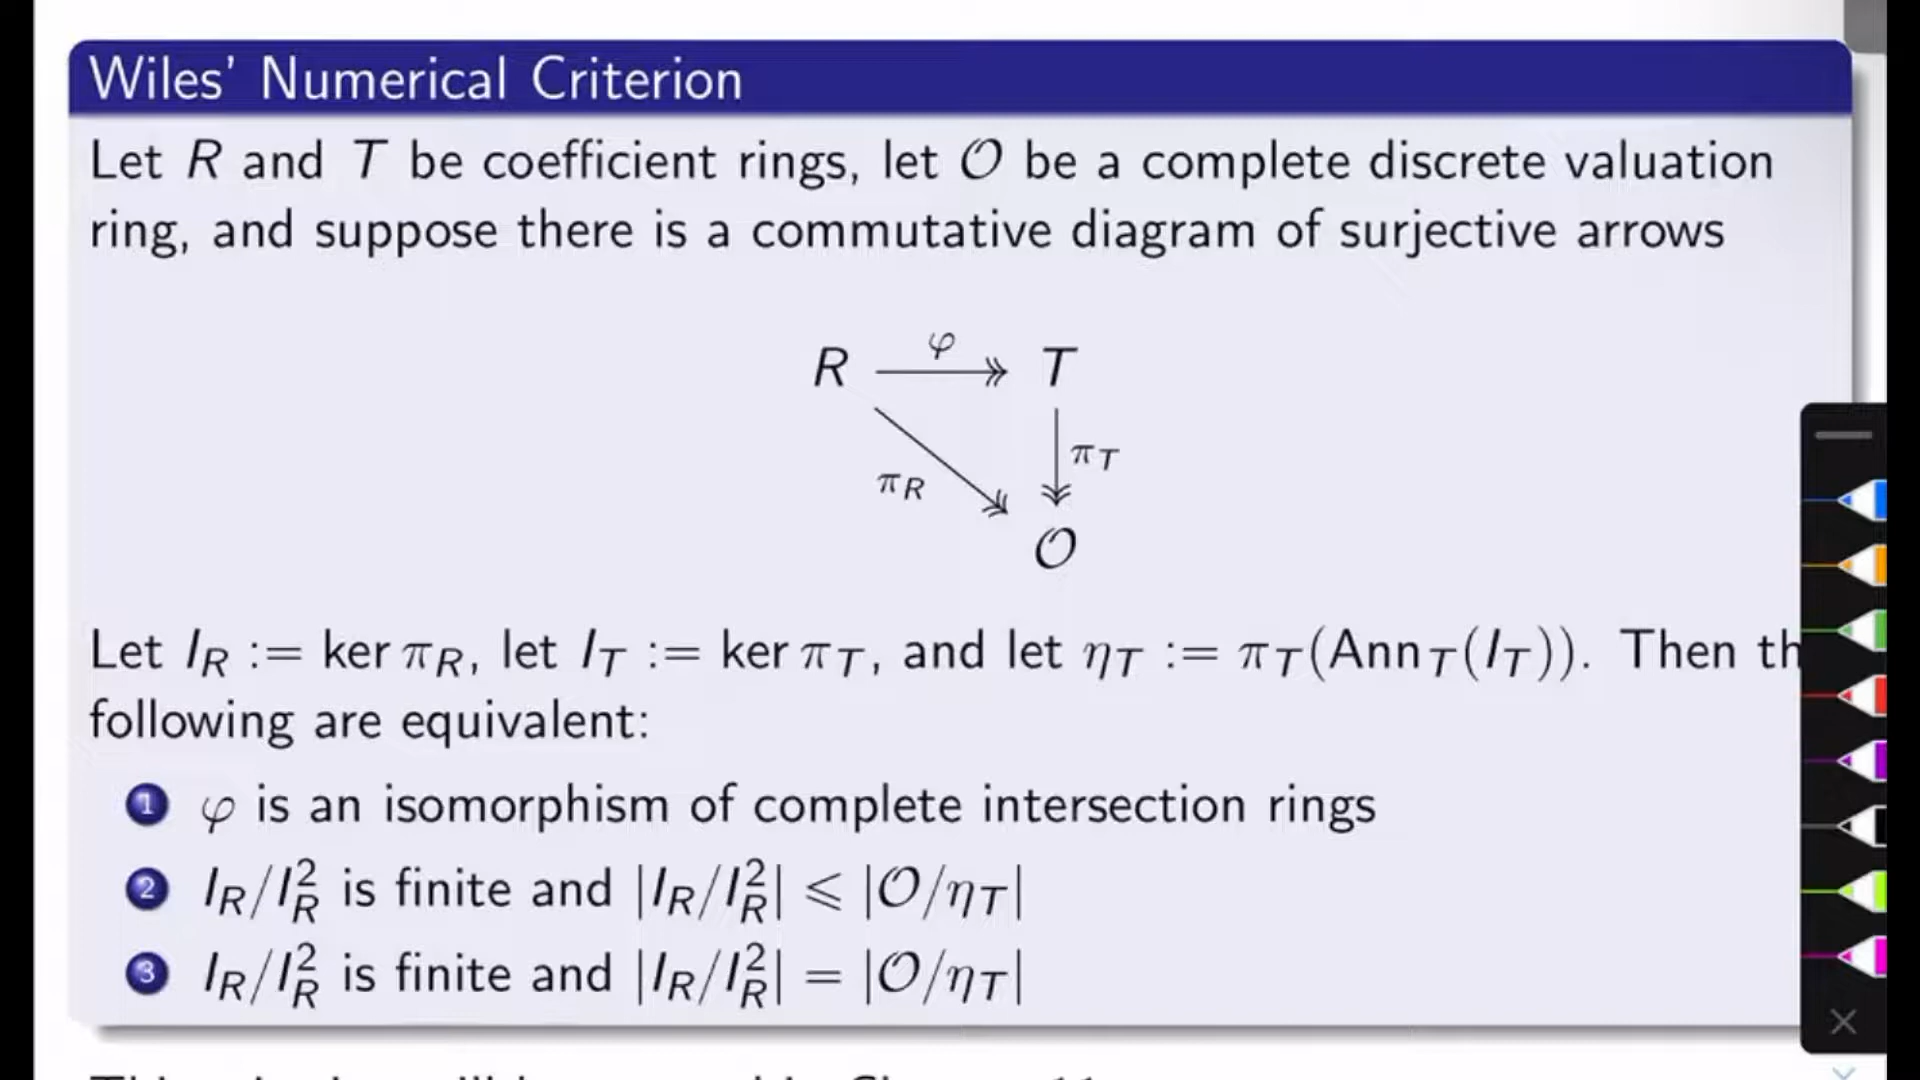 Wiles' Numerical Criterion
Let R and T be coefficient rings, let 𝒪 be a complete discrete valuation
ring, and suppose there is a commutative diagram of surjective arrows
R φ T
π_R π_T
𝒪
Let I_R := ker π_R, let I_T := ker π_T, and let η_T := π_T(Ann_T(I_T)). Then
following are equivalent:
1 φ is an isomorphism of complete intersection rings
2 I_R/I_R^2 is finite and |I_R/I_R^2| ⩽ |𝒪/η_T|
3 I_R/I_R^2 is finite and |I_R/I_R^2| = |𝒪/η_T|